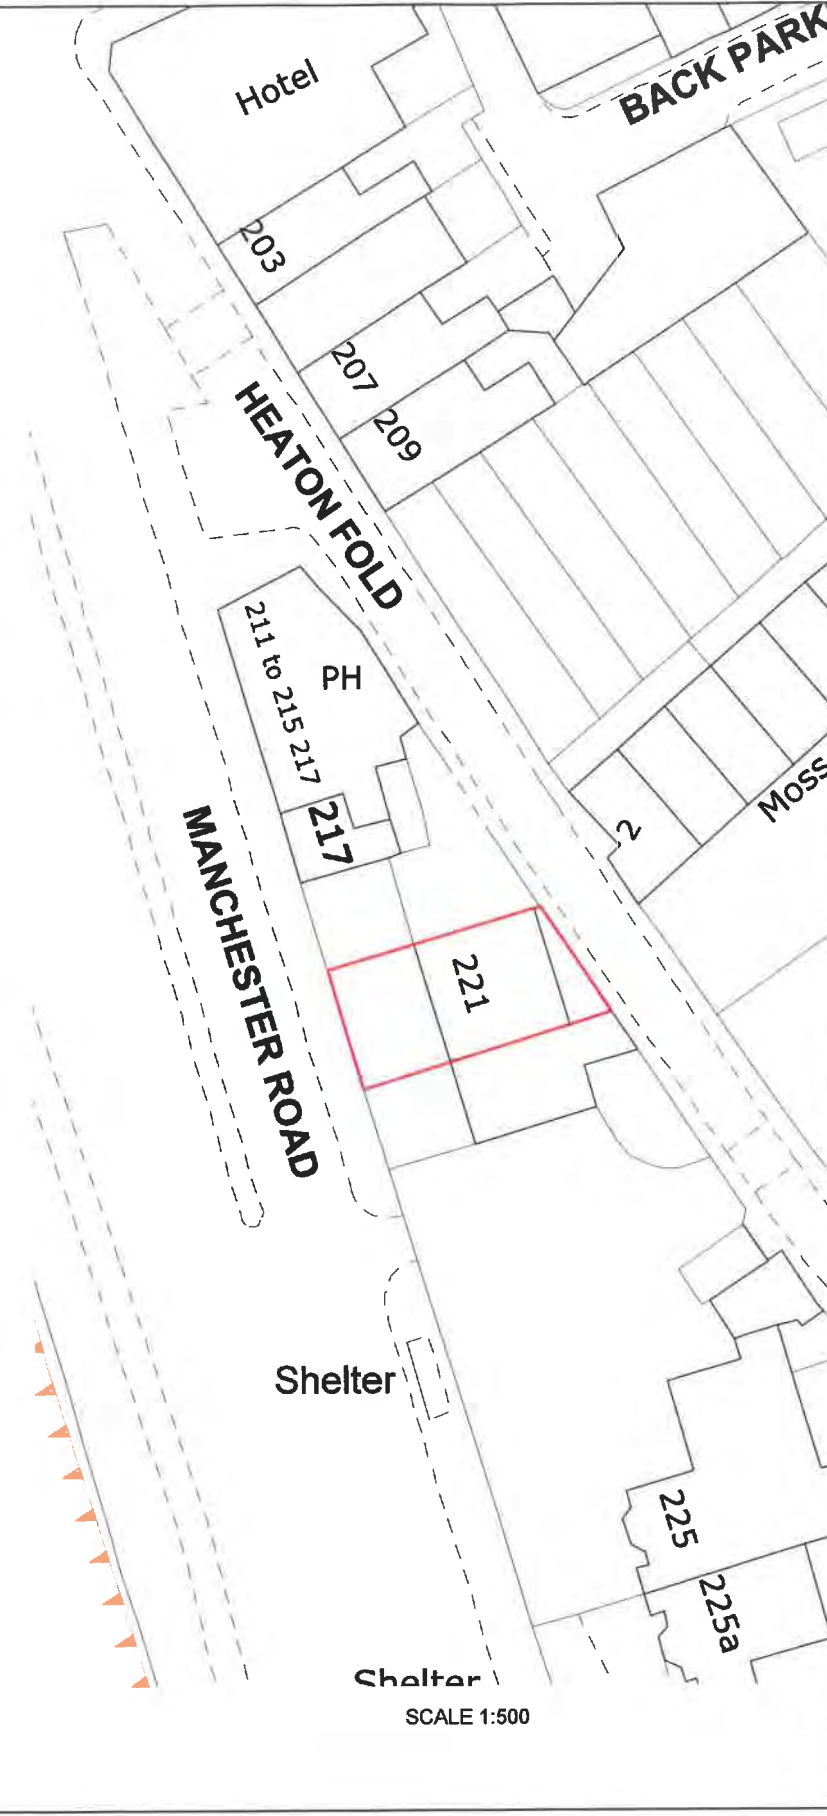 Hotel
BACK PARK
203
207
209
HEATON FOLD
211 to 215 217
PH
217
MANCHESTER ROAD
2
Moss
221
Shelter
225
225a
Shelter
SCALE 1:500